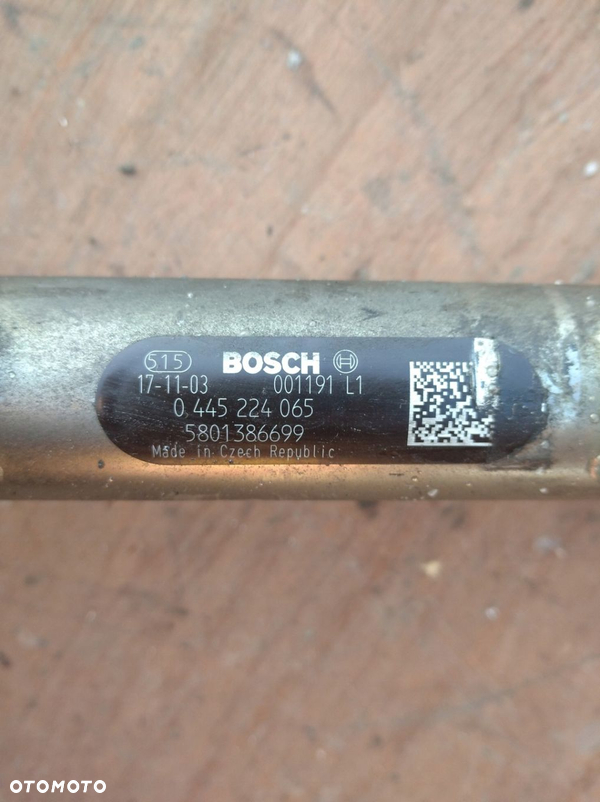 515 BOSCH
17-11-03 001191 L1
0 445 224 065
5801386699
Made in Czech Republic
OTOMOTO